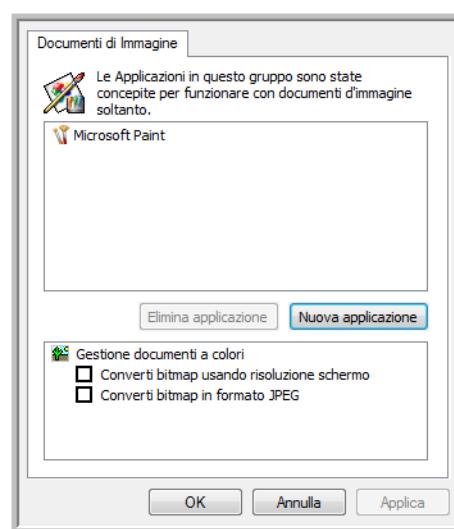 Documenti di Immagine
Le Applicazioni in questo gruppo sono state
concepite per funzionare con documenti d'immagine
soltanto.
Microsoft Paint
Elimina applicazione
Nuova applicazione
Gestione documenti a colori
Converti bitmap usando risoluzione schermo
Converti bitmap in formato JPEG
OK
Annulla
Applica